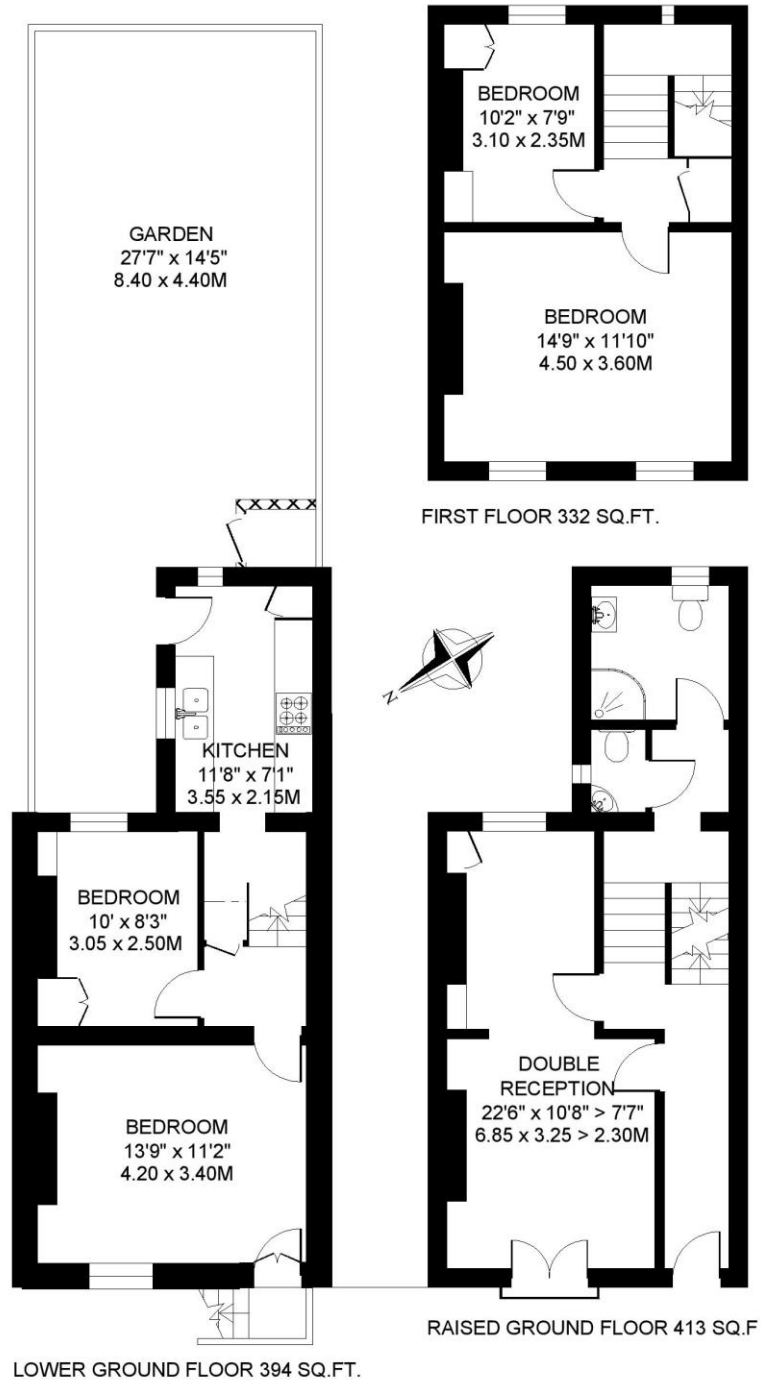 BEDROOM
10'2" x 7'9"
3.10 x 2.35M
BEDROOM
14'9" x 11'10"
4.50 x 3.60M
FIRST FLOOR 332 SQ.FT.
GARDEN
27'7" x 14'5"
8.40 x 4.40M
N
KITCHEN
11'8" x 7'1"
3.55 x 2.15M
BEDROOM
10' x 8'3"
3.05 x 2.50M
BEDROOM
13'9" x 11'2"
4.20 x 3.40M
LOWER GROUND FLOOR 394 SQ.FT.
DOUBLE
RECEPTION
22'6" x 10'8" > 7'7"
6.85 x 3.25 > 2.30M
RAISED GROUND FLOOR 413 SQ.F